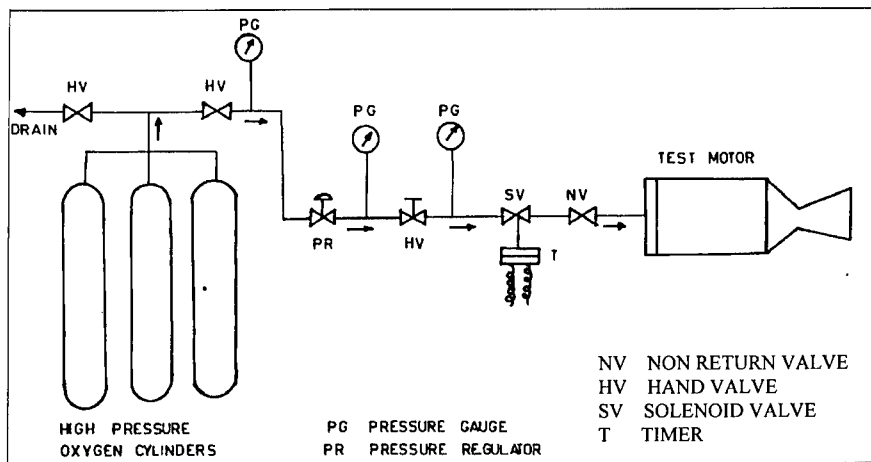 PG
HV
HV
DRAIN
PG
PG
TEST MOTOR
SV
NV
PR
HV
T
NV NON RETURN VALVE
HV HAND VALVE
SV SOLENOID VALVE
T TIMER
HIGH PRESSURE
OXYGEN CYLINDERS
PG PRESSURE GAUGE
PR PRESSURE REGULATOR